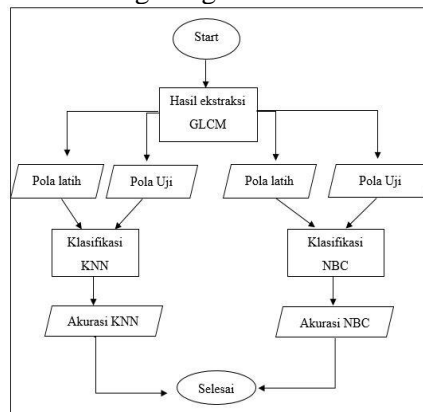 Start
Hasil ekstraksi
GLCM
Pola latih
Pola Uji
Pola latih
Pola Uji
Klasifikasi
KNN
Klasifikasi
NBC
Akurasi KNN
Akurasi NBC
Selesai